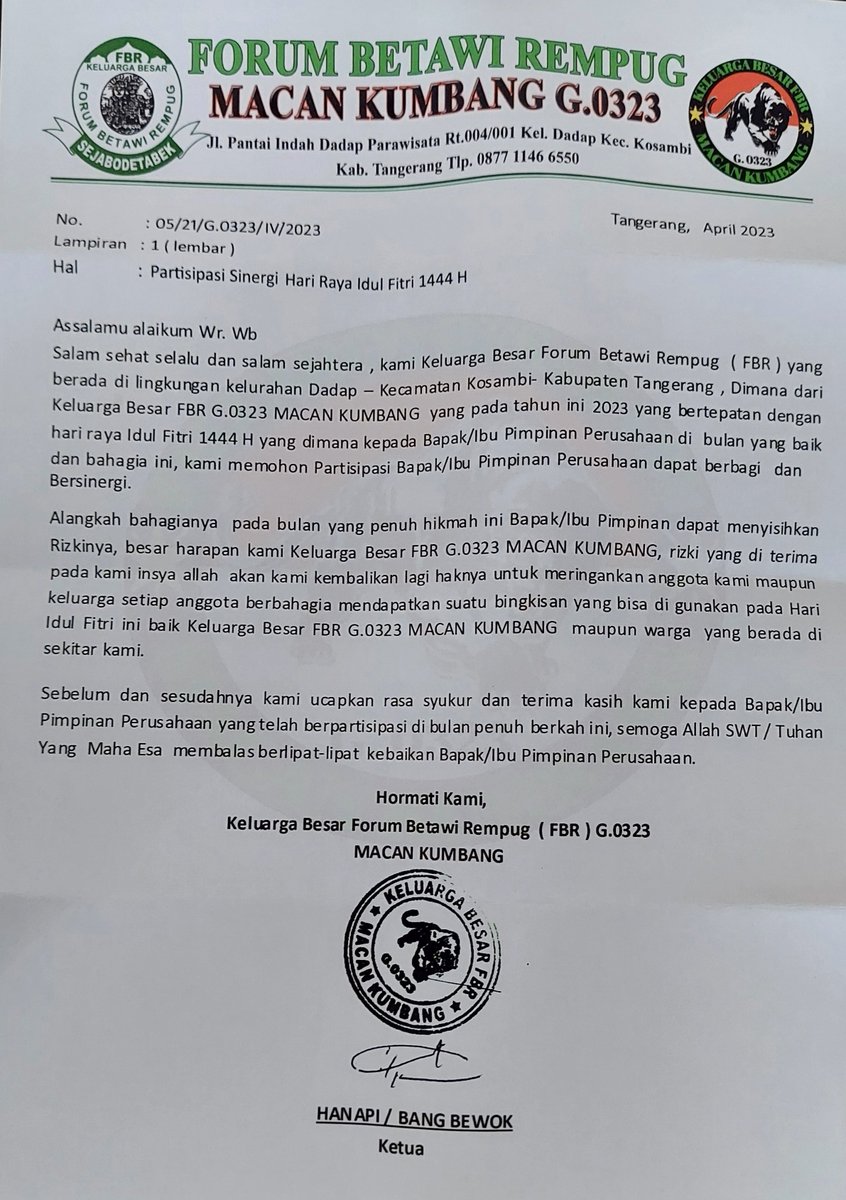 FBR
KELUARGA BESAR
FORUM BETAWI REMPUG
SEJABODETABEK
FORUM BETAWI REMPUG
MACAN KUMBANG G.0323
Jl. Pantai Indah Dadap Parawisata Rt.004/001 Kel. Dadap Kec. Kosambi
Kab. Tangerang Tlp. 0877 1146 6550
KELUARGA BESAR FBR
G. 0323
MACAN KUMBANG
No. : 05/21/G.0323/IV/2023
Tangerang, April 2023
Lampiran : 1 ( lembar )
Hal : Partisipasi Sinergi Hari Raya Idul Fitri 1444 H
Assalamu alaikum Wr. Wb
Salam sehat selalu dan salam sejahtera , kami Keluarga Besar Forum Betawi Rempug ( FBR ) yang
berada di lingkungan kelurahan Dadap – Kecamatan Kosambi- Kabupaten Tangerang , Dimana dari
Keluarga Besar FBR G.0323 MACAN KUMBANG yang pada tahun ini 2023 yang bertepatan dengan
hari raya Idul Fitri 1444 H yang dimana kepada Bapak/Ibu Pimpinan Perusahaan di bulan yang baik
dan bahagia ini, kami memohon Partisipasi Bapak/Ibu Pimpinan Perusahaan dapat berbagi dan
Bersinergi.
Alangkah bahagianya pada bulan yang penuh hikmah ini Bapak/Ibu Pimpinan dapat menyisihkan
Rizkinya, besar harapan kami Keluarga Besar FBR G.0323 MACAN KUMBANG, rizki yang di terima
pada kami insya allah akan kami kembalikan lagi haknya untuk meringankan anggota kami maupun
keluarga setiap anggota berbahagia mendapatkan suatu bingkisan yang bisa di gunakan pada Hari
Idul Fitri ini baik Keluarga Besar FBR G.0323 MACAN KUMBANG maupun warga yang berada di
sekitar kami.
Sebelum dan sesudahnya kami ucapkan rasa syukur dan terima kasih kami kepada Bapak/Ibu
Pimpinan Perusahaan yang telah berpartisipasi di bulan penuh berkah ini, semoga Allah SWT / Tuhan
Yang Maha Esa membalas berlipat-lipat kebaikan Bapak/Ibu Pimpinan Perusahaan.
Hormati Kami,
Keluarga Besar Forum Betawi Rempug ( FBR ) G.0323
MACAN KUMBANG
KELUARGA BESAR FBR
G.0323
MACAN KUMBANG
HANAPI / BANG BEWOK
Ketua